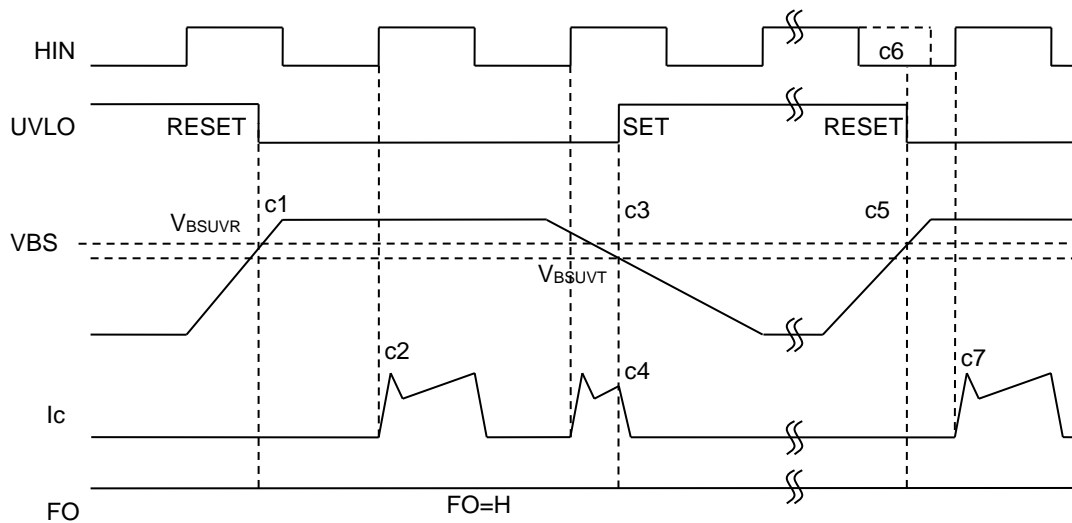 HIN
c6
UVLO
RESET
SET
RESET
c1
c3
c5
VBSUVR
VBS
VBSUVT
c2
c4
c7
Ic
FO=H
FO